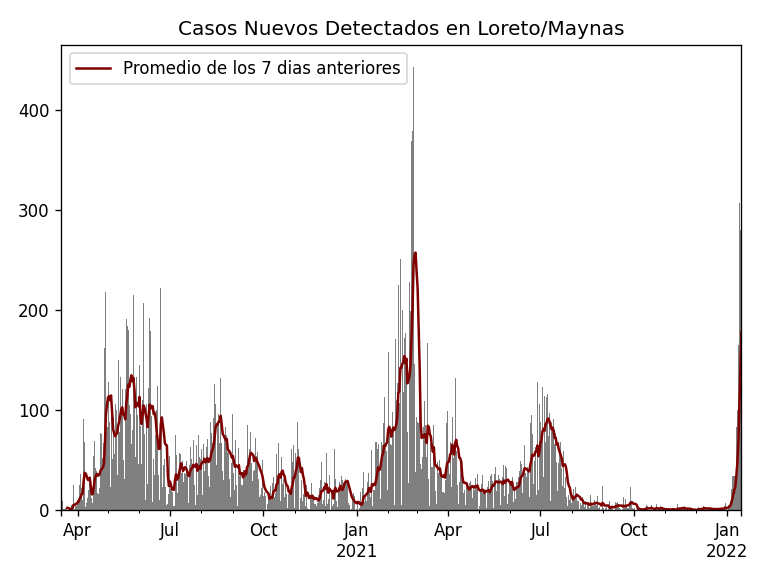 Casos Nuevos Detectados en Loreto/Maynas
Promedio de los 7 dias anteriores
400
300
200
100
0
Apr Jul Oct Jan Apr Jul Oct Jan
2021 2022